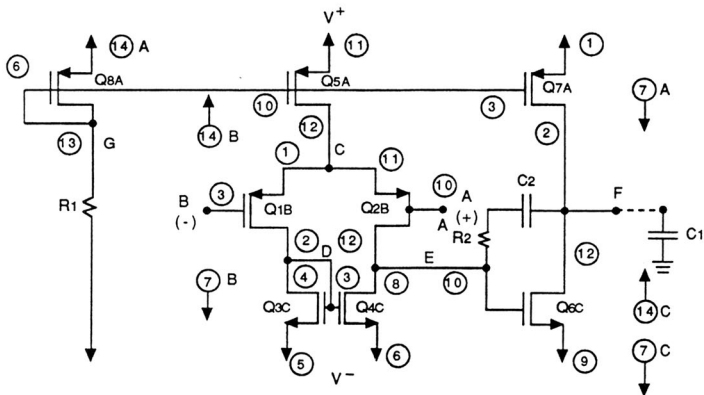 V+
14 A
11
1
6
Q8A
Q5A
Q7A
7 A
10
3
14 B
12
2
13 G
1
C
11
C2
B
3
10
A
F
R1
(-)
Q1B
Q2B
A
(+)
R2
C1
2
12
D
E
12
7 B
4
3
8
10
Q3C
Q4C
Q6C
14 C
5
6
9
7 C
V−